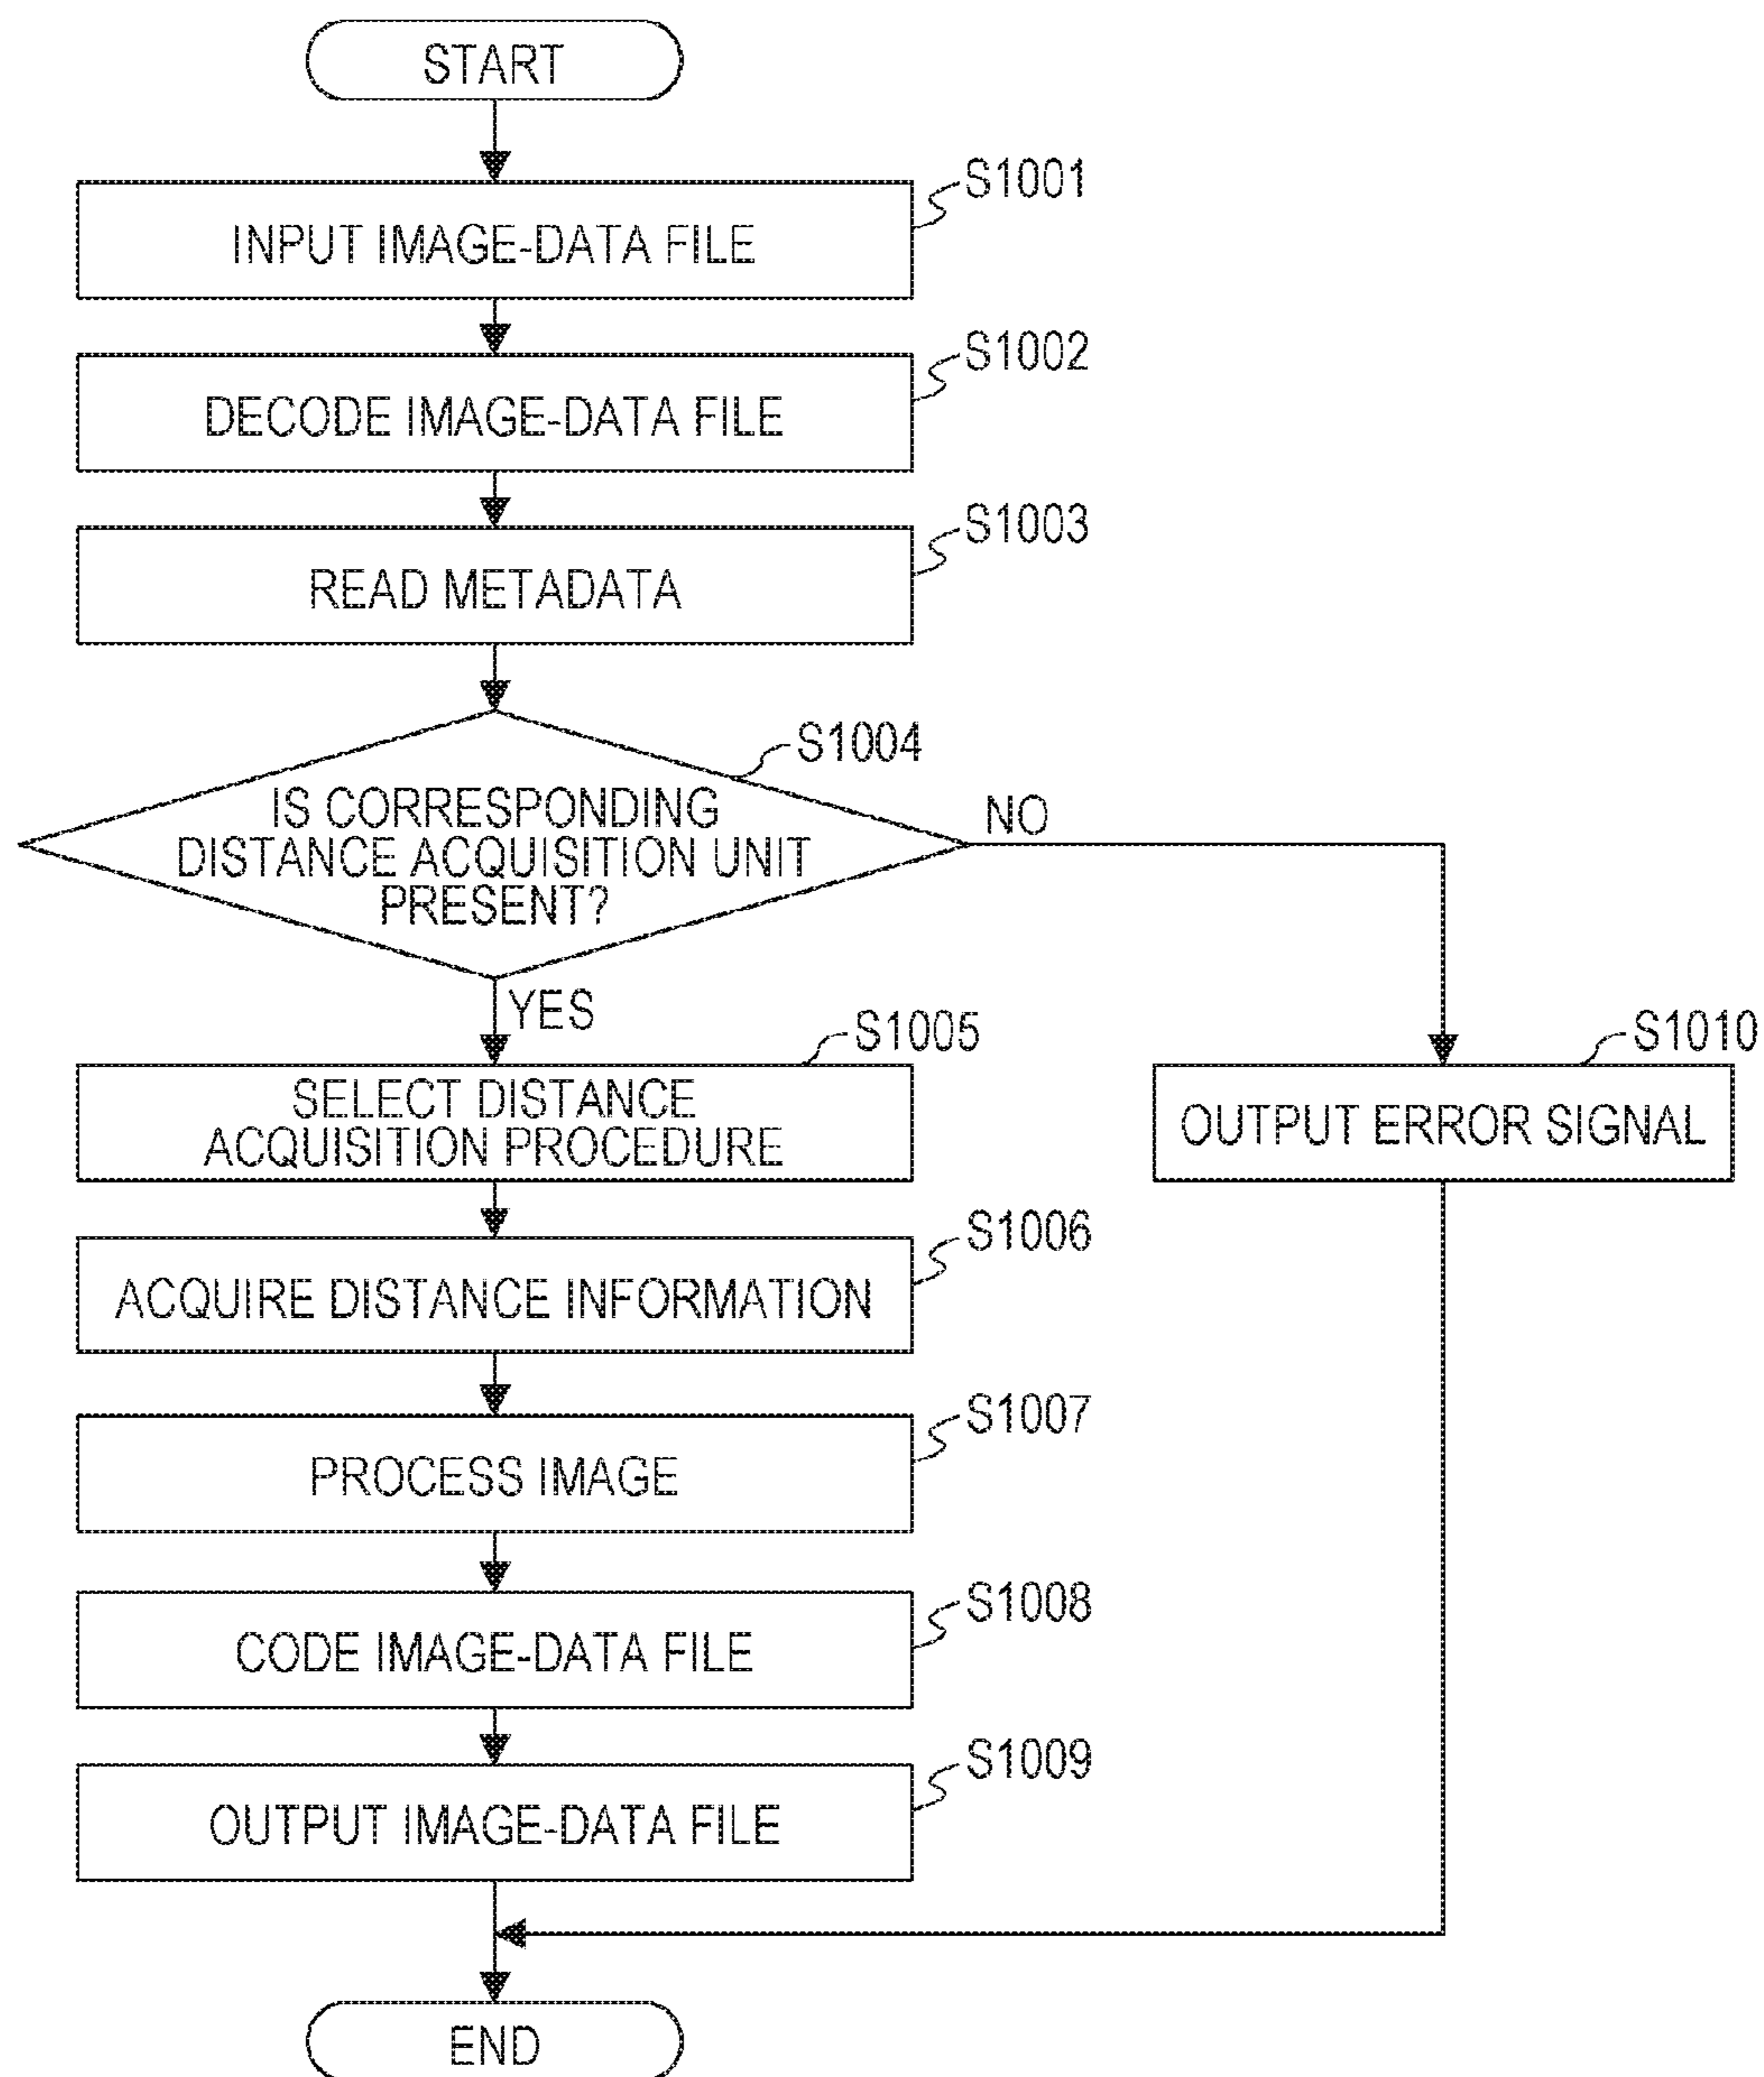 START
S1001
INPUT IMAGE-DATA FILE
S1002
DECODE IMAGE-DATA FILE
S1003
READ METADATA
S1004
IS CORRESPONDING
DISTANCE ACQUISITION UNIT
PRESENT?
NO
YES
S1005
SELECT DISTANCE
ACQUISITION PROCEDURE
S1010
OUTPUT ERROR SIGNAL
S1006
ACQUIRE DISTANCE INFORMATION
S1007
PROCESS IMAGE
S1008
CODE IMAGE-DATA FILE
S1009
OUTPUT IMAGE-DATA FILE
END